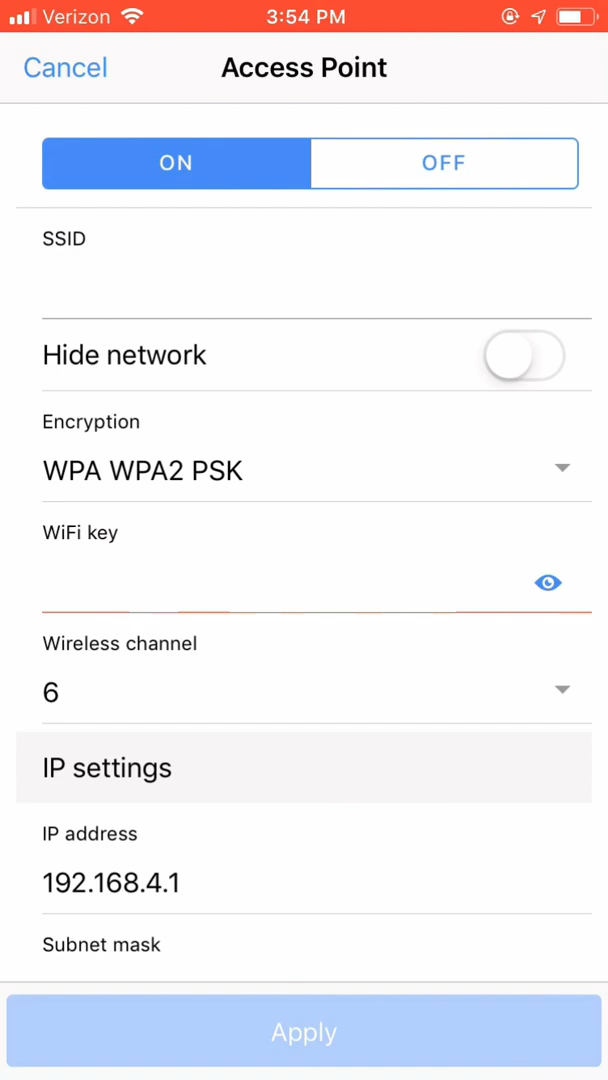 Verizon 3:54 PM
Cancel Access Point
ON OFF
SSID
Hide network
Encryption
WPA WPA2 PSK
WiFi key
Wireless channel
6
IP settings
IP address
192.168.4.1
Subnet mask
Apply